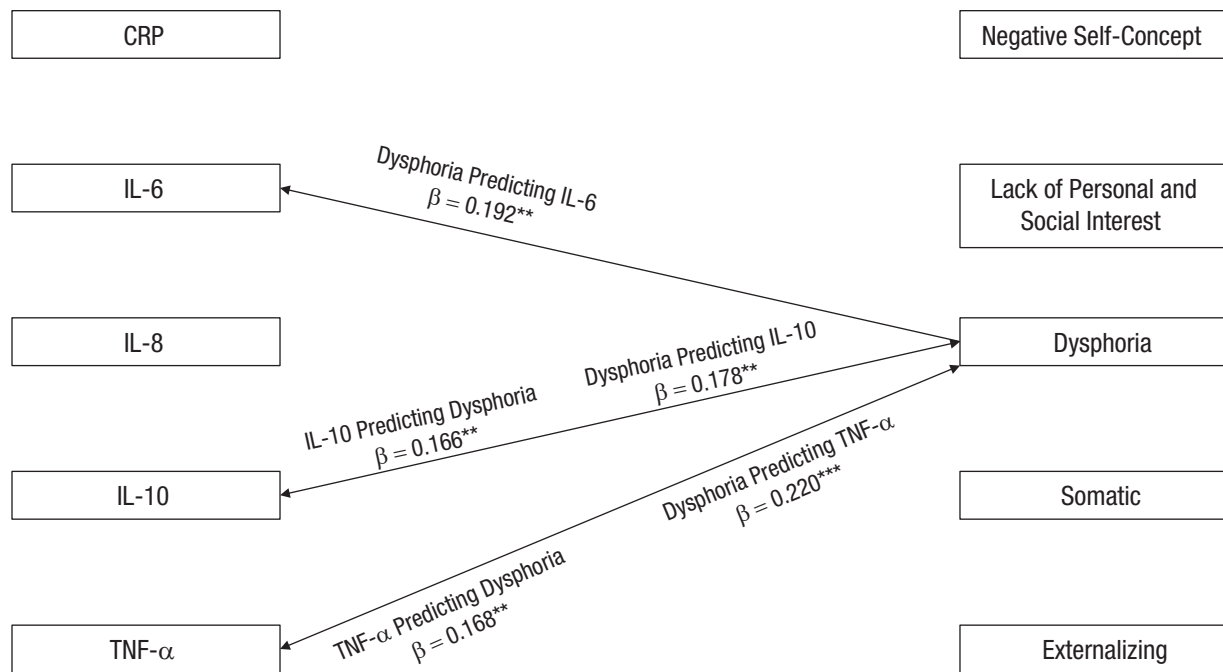 CRP
Negative Self-Concept
Dysphoria Predicting IL-6
β = 0.192**
IL-6
Lack of Personal and
Social Interest
IL-8
Dysphoria Predicting IL-10
β = 0.178**
Dysphoria
IL-10 Predicting Dysphoria
β = 0.166**
Dysphoria Predicting TNF-α
β = 0.220***
IL-10
Somatic
TNF-α Predicting Dysphoria
β = 0.168**
TNF-α
Externalizing